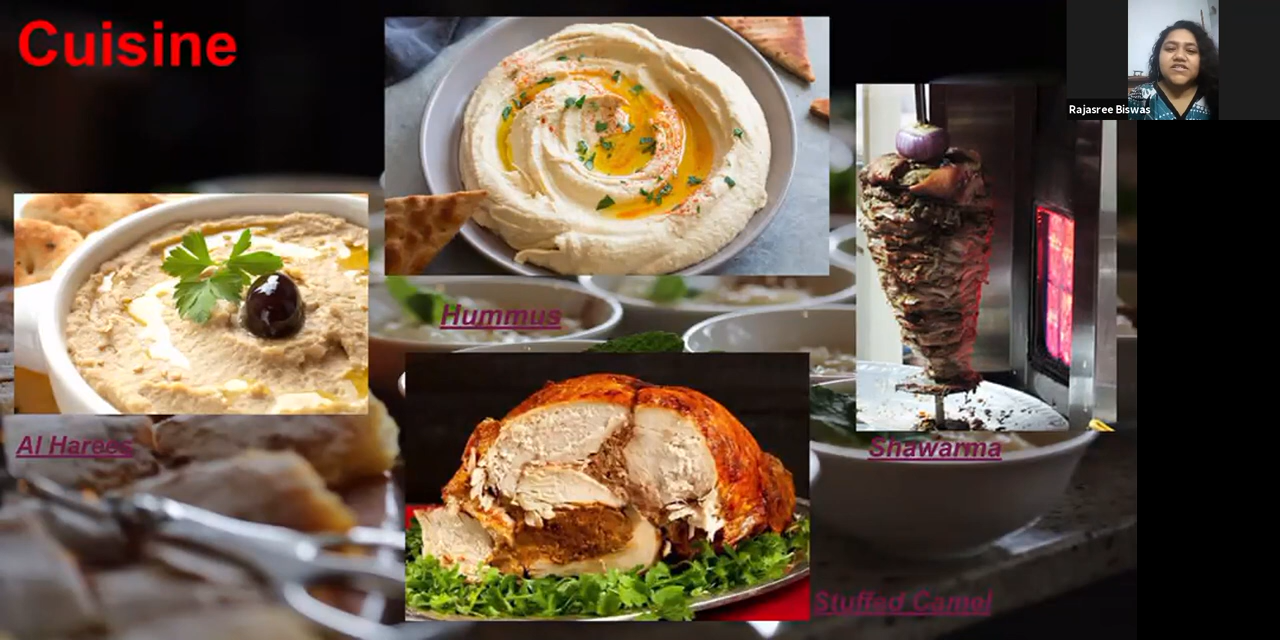 Cuisine
Rajasree Biswas
Hummus
Al Harees
Shawarma
Stuffed Camel